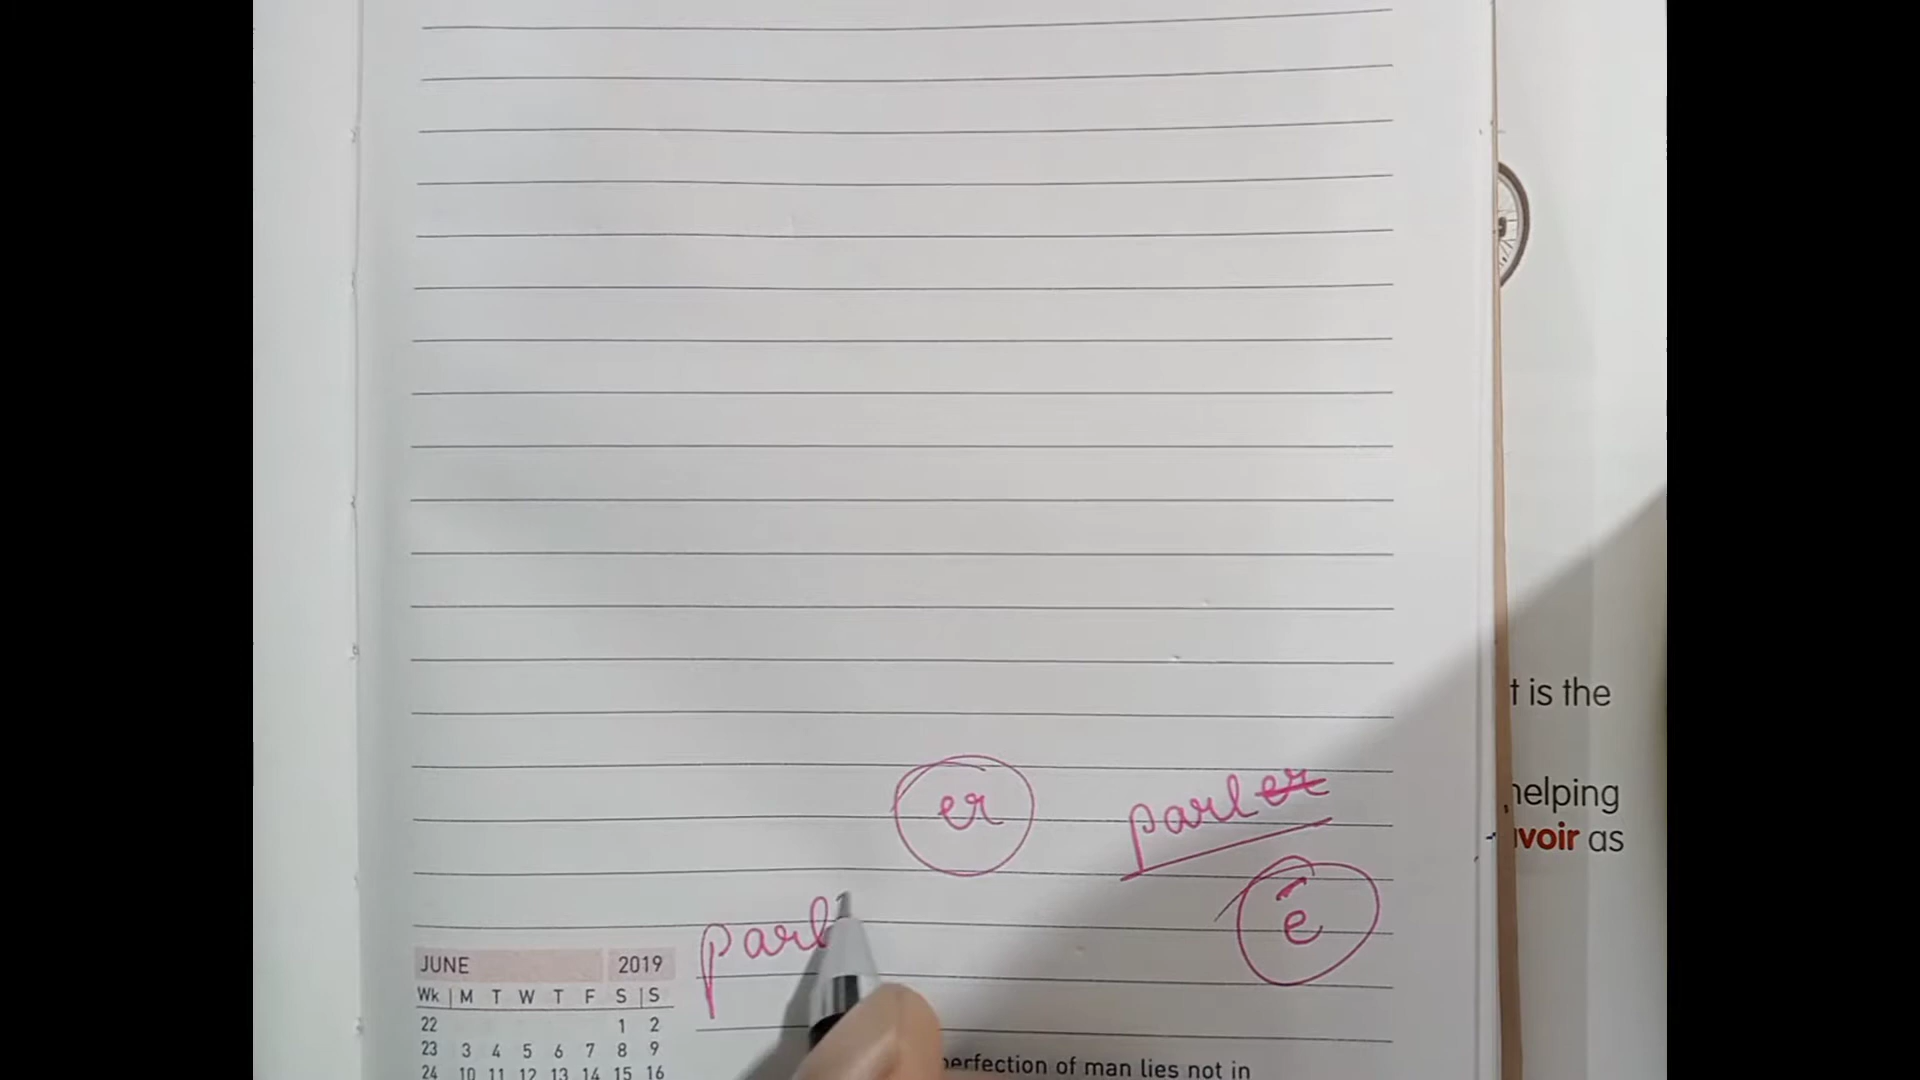 t is the
er
parler
helping
voir as
é
parl
JUNE 2019
Wk M T W T F S S
22 1 2
23 3 4 5 6 7 8 9
24 10 11 12 13 14 15 16
perfection of man lies not in